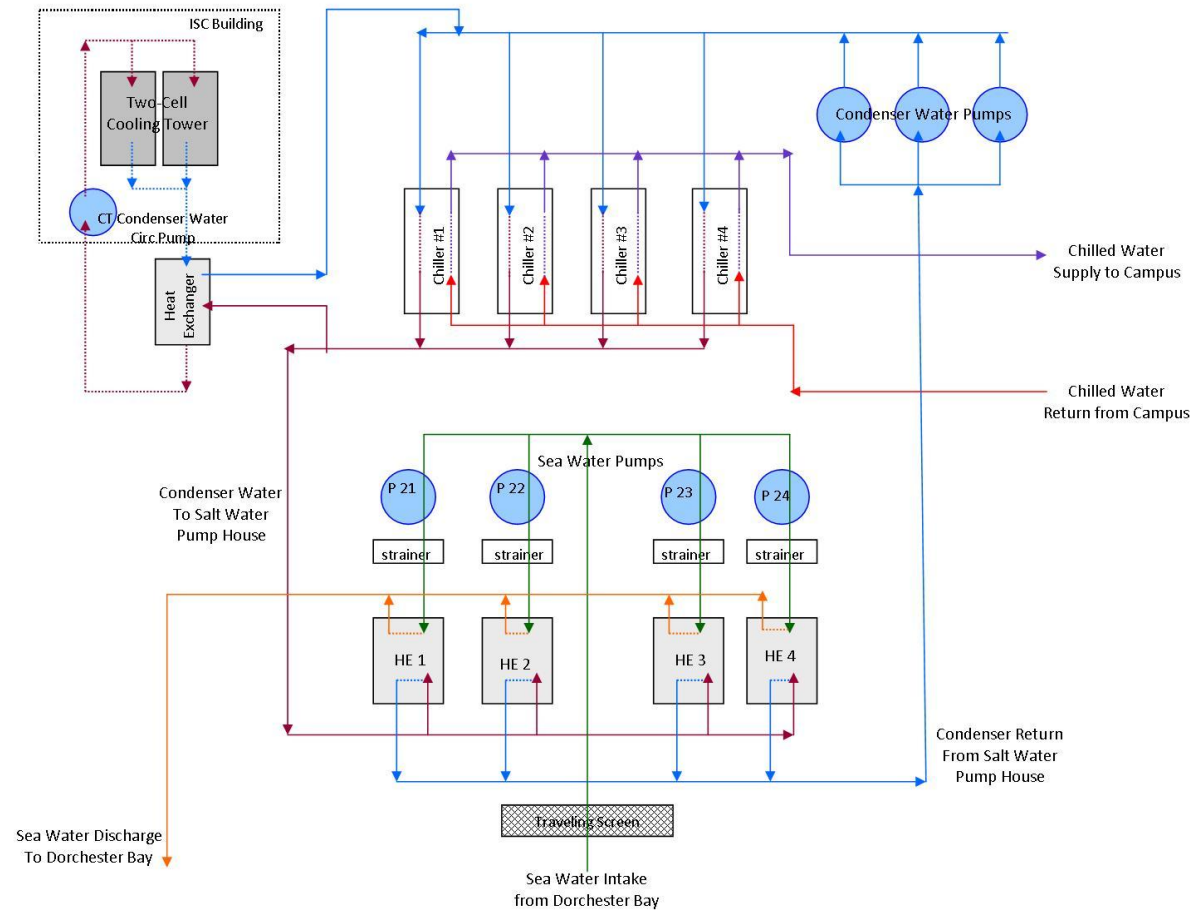 ISC Building
Two-Cell
Cooling Tower
CT Condenser Water
Circ Pump
Heat
Exchanger
Condenser Water Pumps
Chiller #1
Chiller #2
Chiller #3
Chiller #4
Chilled Water
Supply to Campus
Chilled Water
Return from Campus
Sea Water Pumps
P 21
P 22
P 23
P 24
Condenser Water
To Salt Water
Pump House
strainer
strainer
strainer
strainer
HE 1
HE 2
HE 3
HE 4
Condenser Return
From Salt Water
Pump House
Traveling Screen
Sea Water Discharge
To Dorchester Bay
Sea Water Intake
from Dorchester Bay